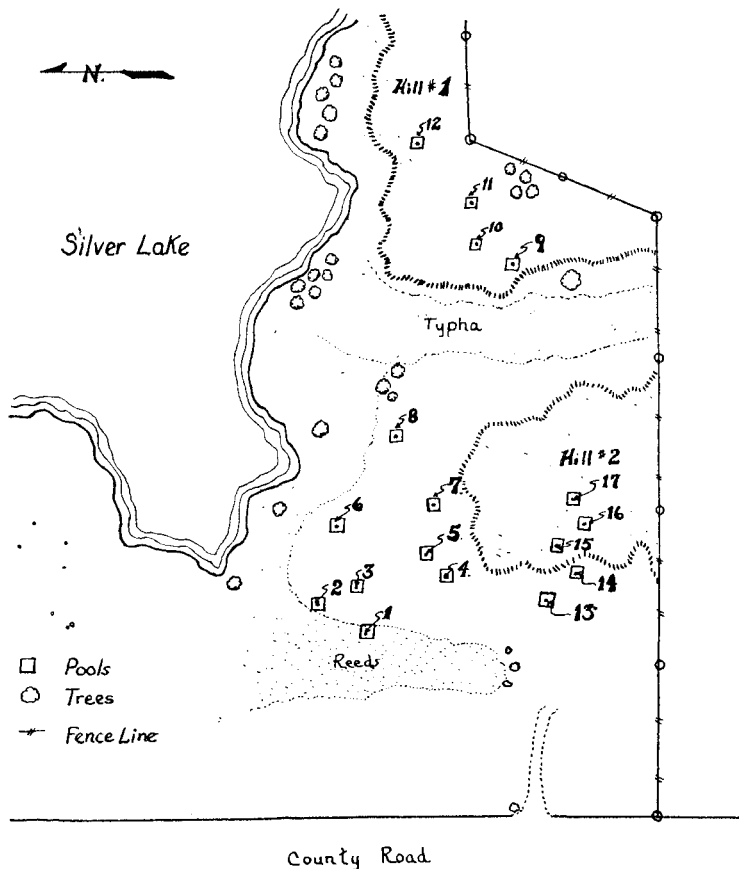 N.
Hill #1
12
11
10
9
Silver Lake
Typha
8
Hill #2
7
17
6
16
5
15
4
14
3
13
2
1
Reeds
Pools
Trees
Fence Line
County Road